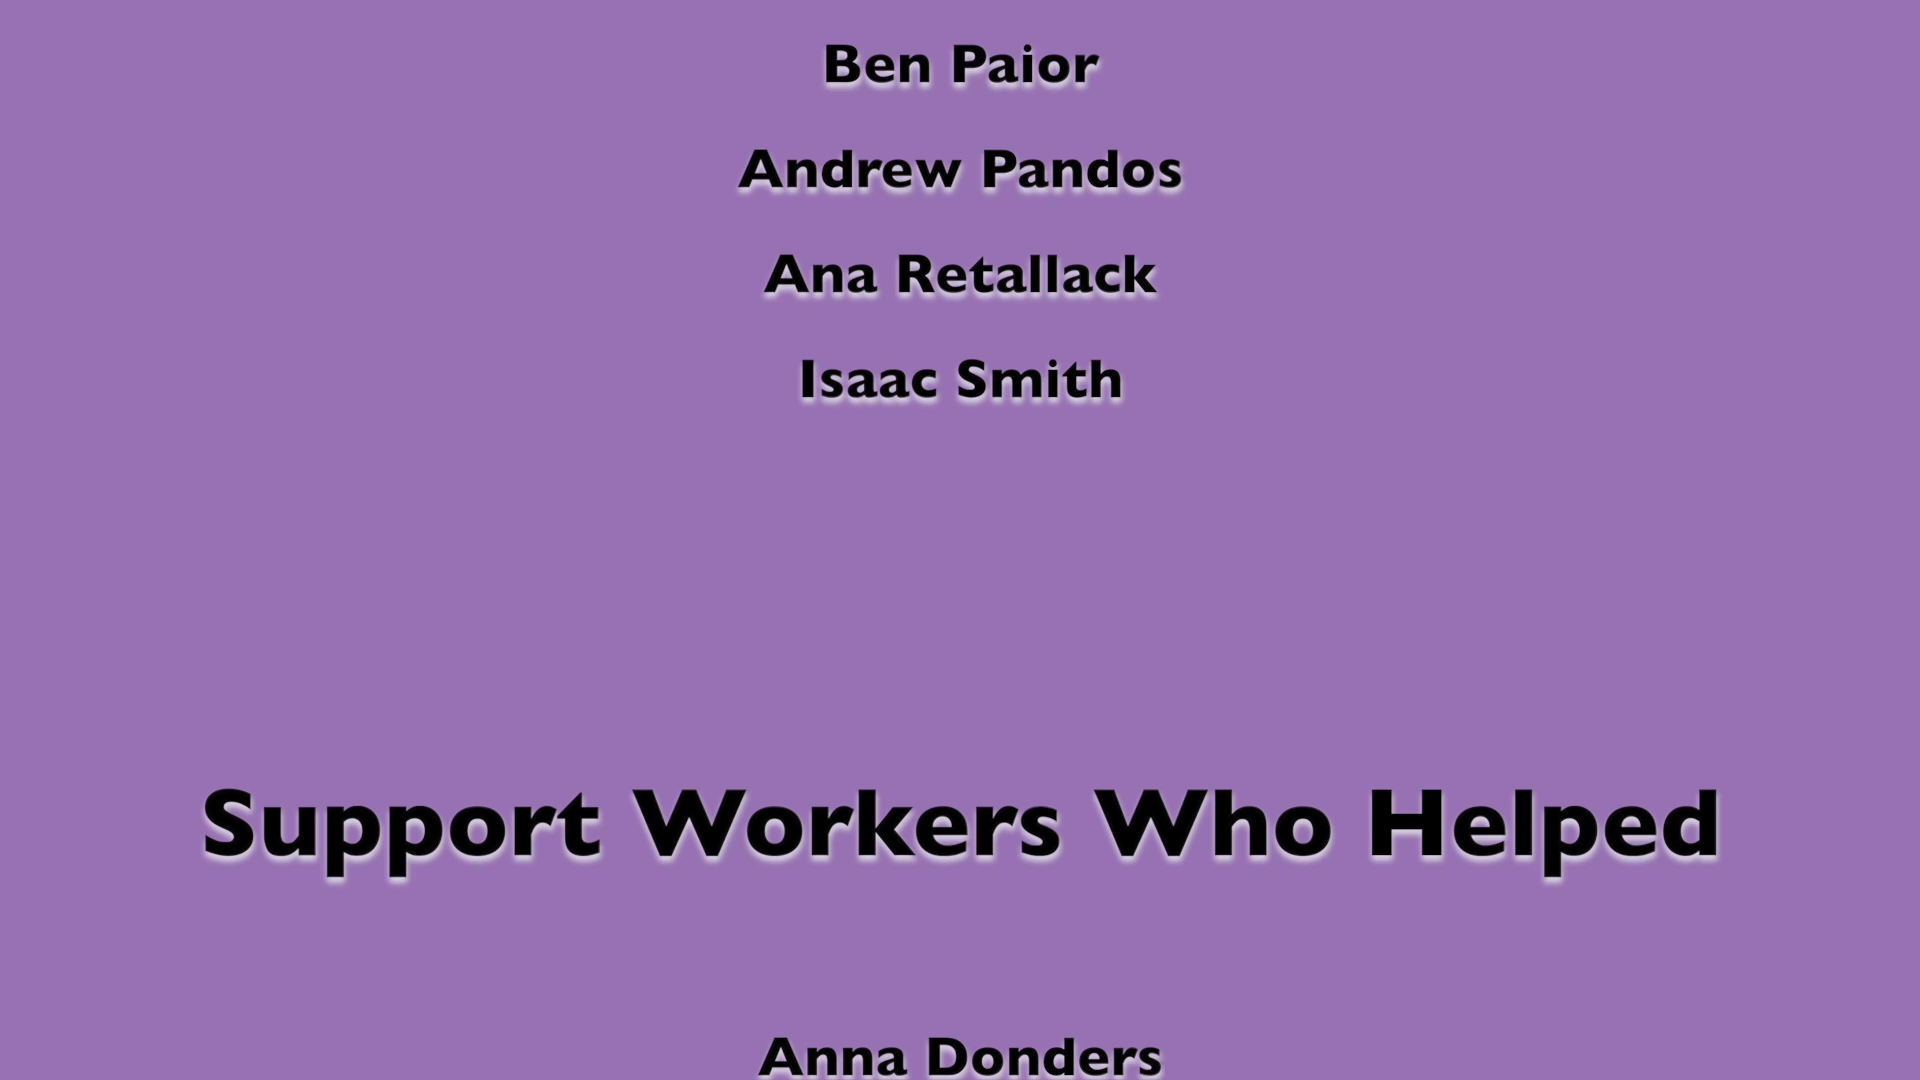 Ben Paior
Andrew Pandos
Ana Retallack
Isaac Smith
Support Workers Who Helped
Anna Donders